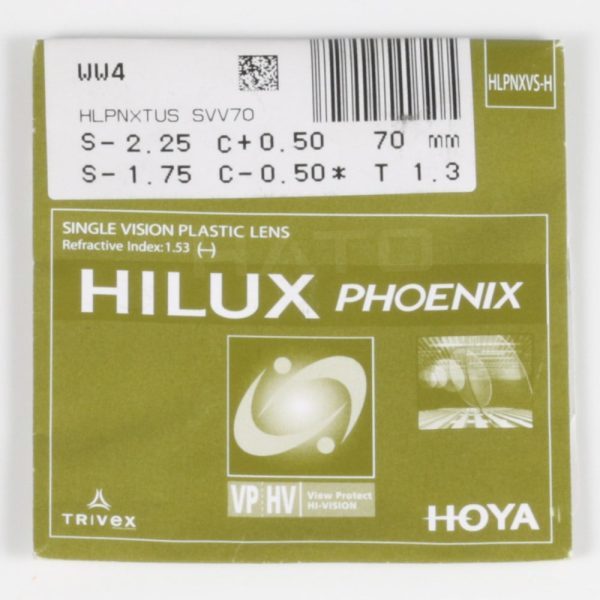 WW4
HLPNXVS-H
HLPNxTUS SVV70
S- 2.25 C+0.50 70 mm
S- 1.75 C-0.50* T 1.3
SINGLE VISION PLASTIC LENS
Refractive Index: 1.53 (—)
HILUX PHOENIX
VP HV View Protect
HI-VISION
TRIVEX
HOYA